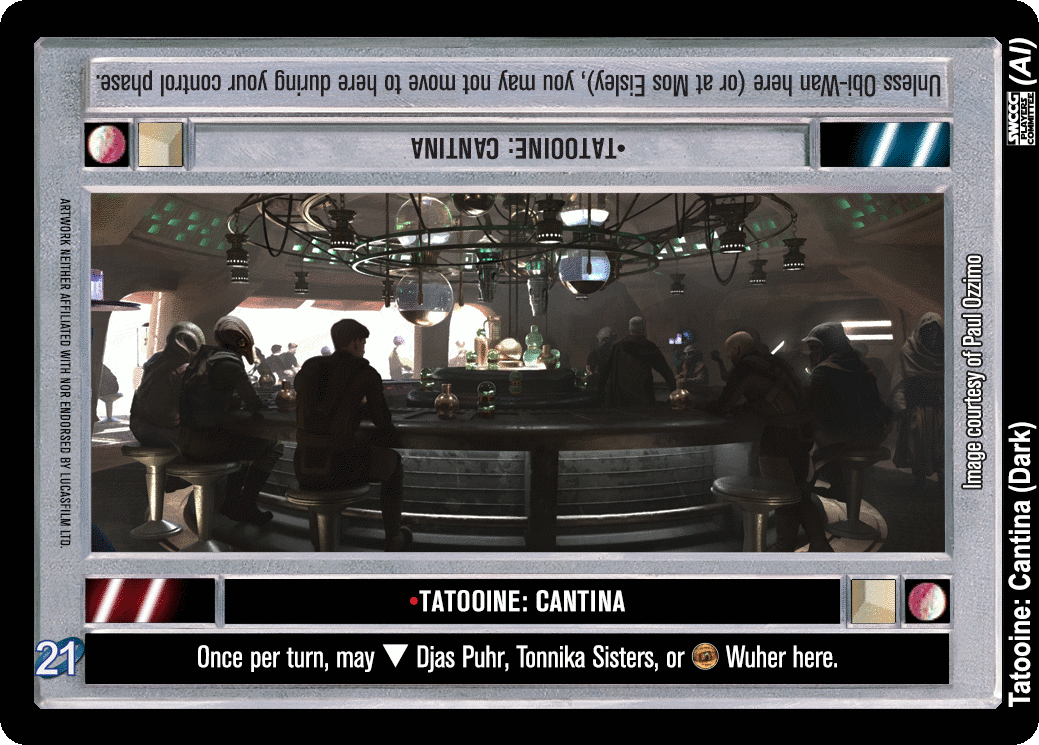 Unless Obi-Wan here (or at Mos Eisley), you may not move to here during your control phase.
•TATOOINE: CANTINA
ARTWORK NEITHER AFFILIATED WITH NOR ENDORSED BY LUCASFILM LTD.
Image courtesy of Paul Ozzimo
•TATOOINE: CANTINA
21
Once per turn, may ▼ Djas Puhr, Tonnika Sisters, or Wuher here.
Tatooine: Cantina (Dark)
SWCCG
PLAYERS
COMMITTEE
(AI)